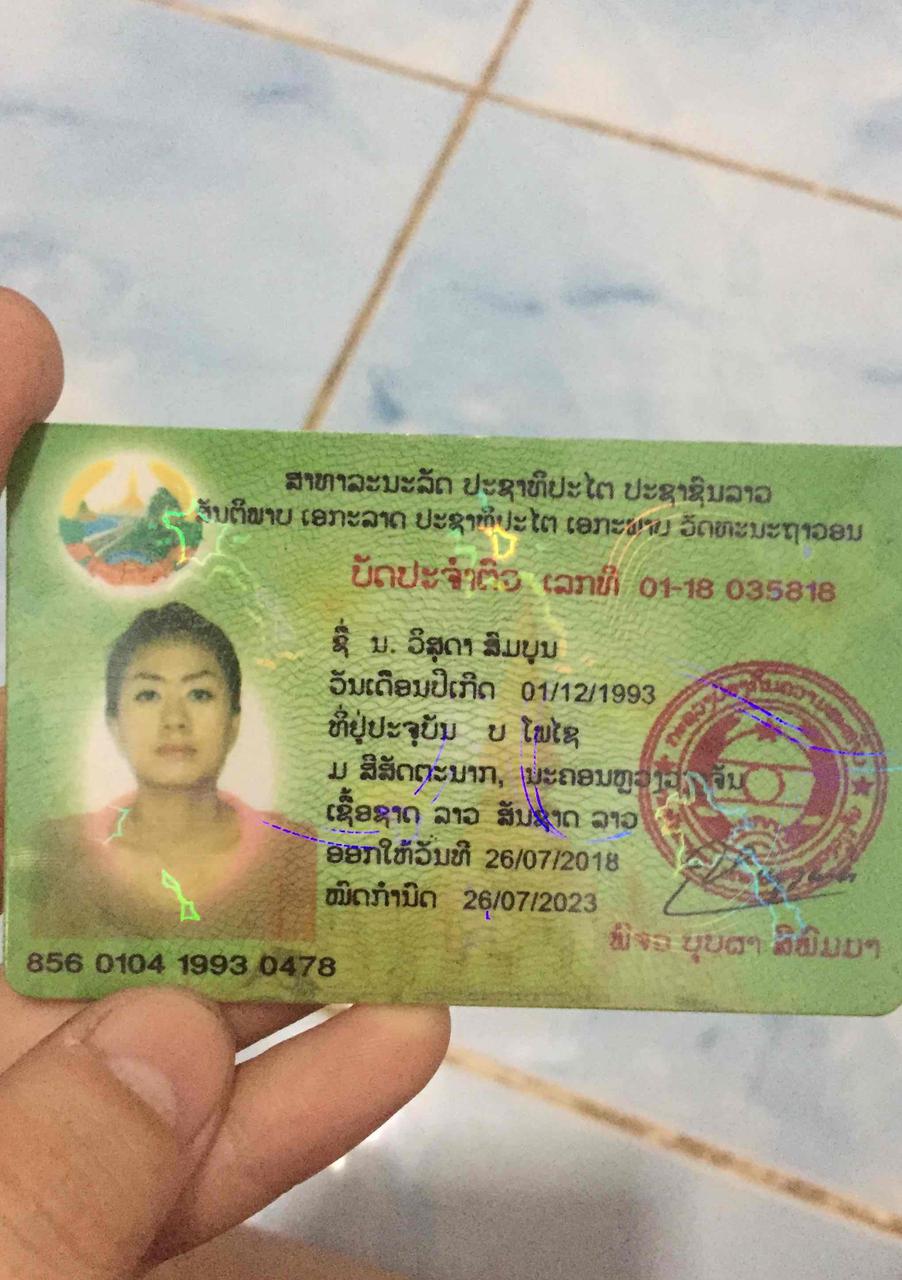 ສາທາລະນະລັດ ປະຊາທິປະໄຕ ປະຊາຊົນລາວ
ສັນຕິພາບ ເອກະລາດ ປະຊາທິປະໄຕ ເອກະພາບ ວັດທະນະຖາວອນ
ບັດປະຈຳຕົວ ເລກທີ 01-18 035818
ຊື່ ນ. ວິສຸດາ ສົມບຸນ
ວັນເດືອນປີເກີດ 01/12/1993
ທີ່ຢູ່ປະຈຸບັນ ບ ໂພໄຊ
ມ ສີສັດຕະນາກ, ນະຄອນຫຼວງວຽງຈັນ
ເຊື້ອຊາດ ລາວ ສັນຊາດ ລາວ
ອອກໃຫ້ວັນທີ 26/07/2018
ໝົດກຳນົດ 26/07/2023
ພັຈອ ບຸບຜາ ສີພິມມາ
856 0104 1993 0478